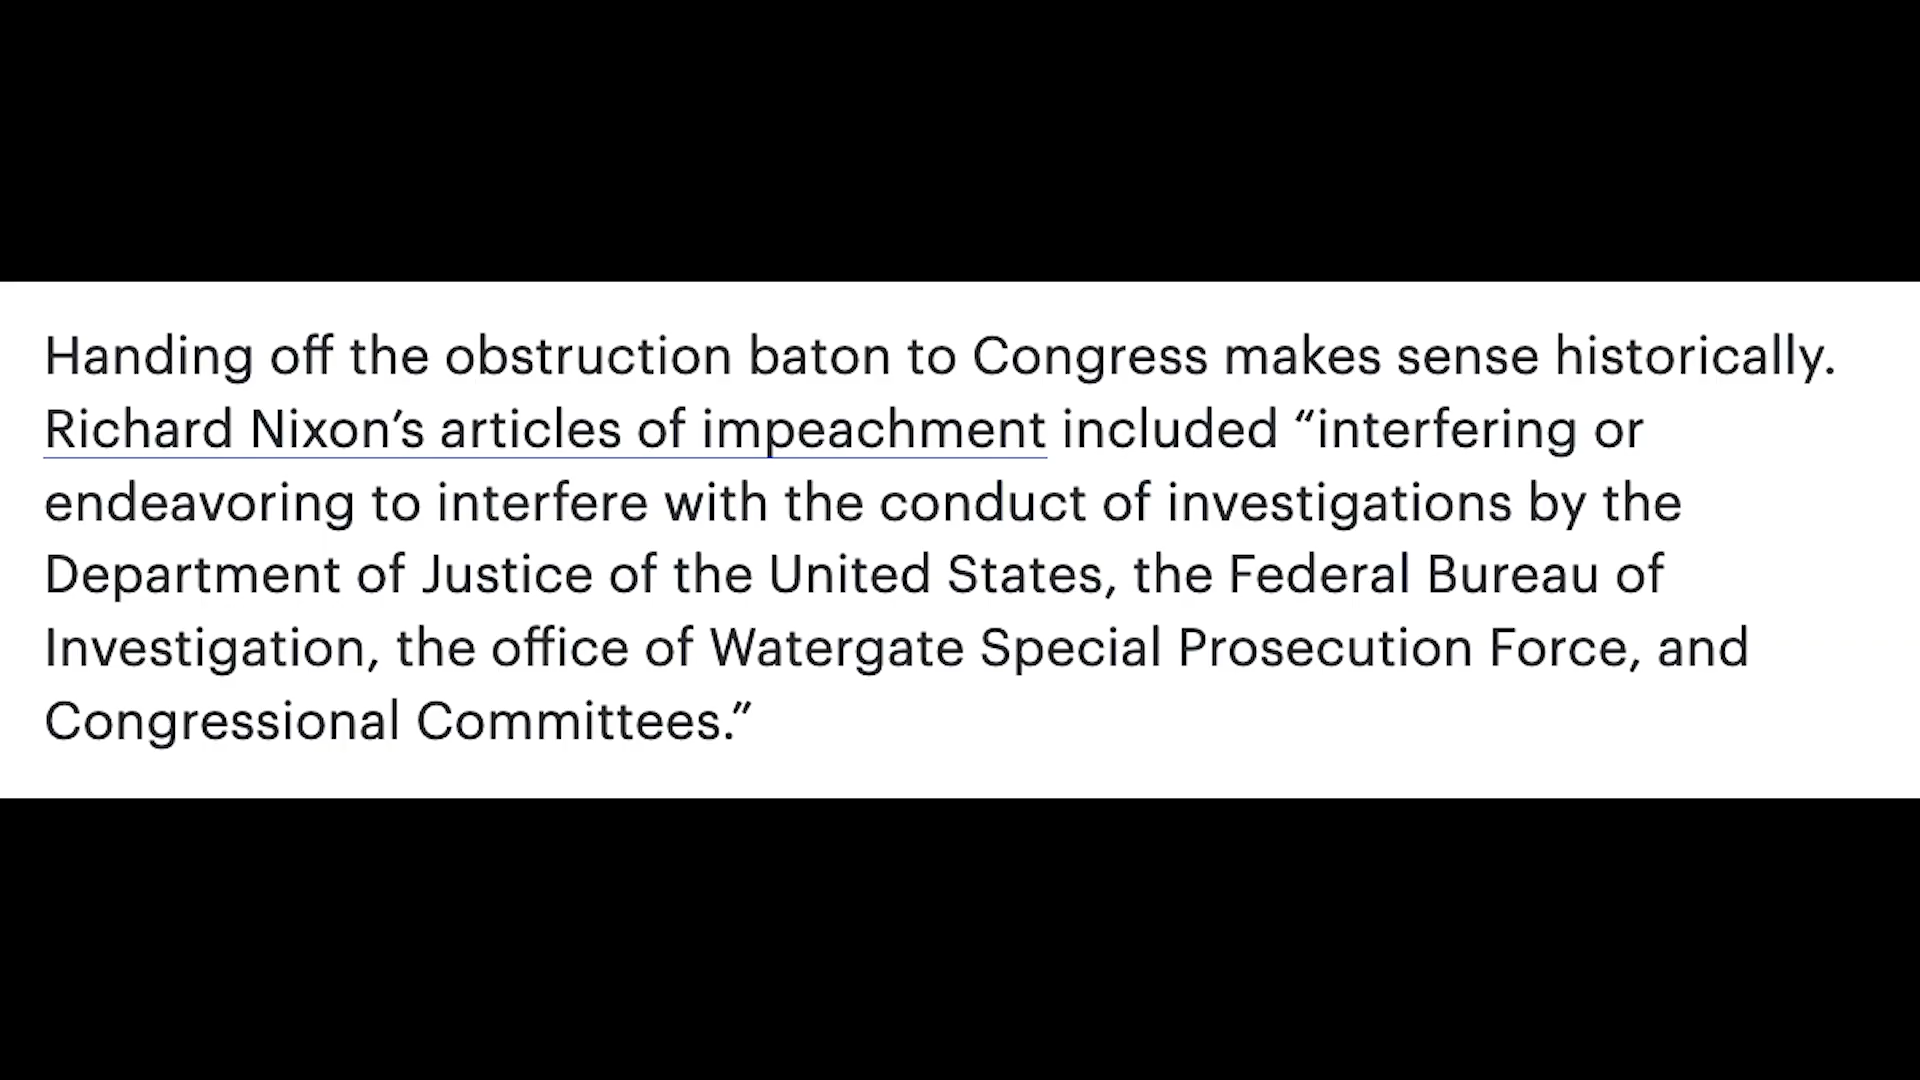 Handing off the obstruction baton to Congress makes sense historically.
Richard Nixon’s articles of impeachment included “interfering or
endeavoring to interfere with the conduct of investigations by the
Department of Justice of the United States, the Federal Bureau of
Investigation, the office of Watergate Special Prosecution Force, and
Congressional Committees.”